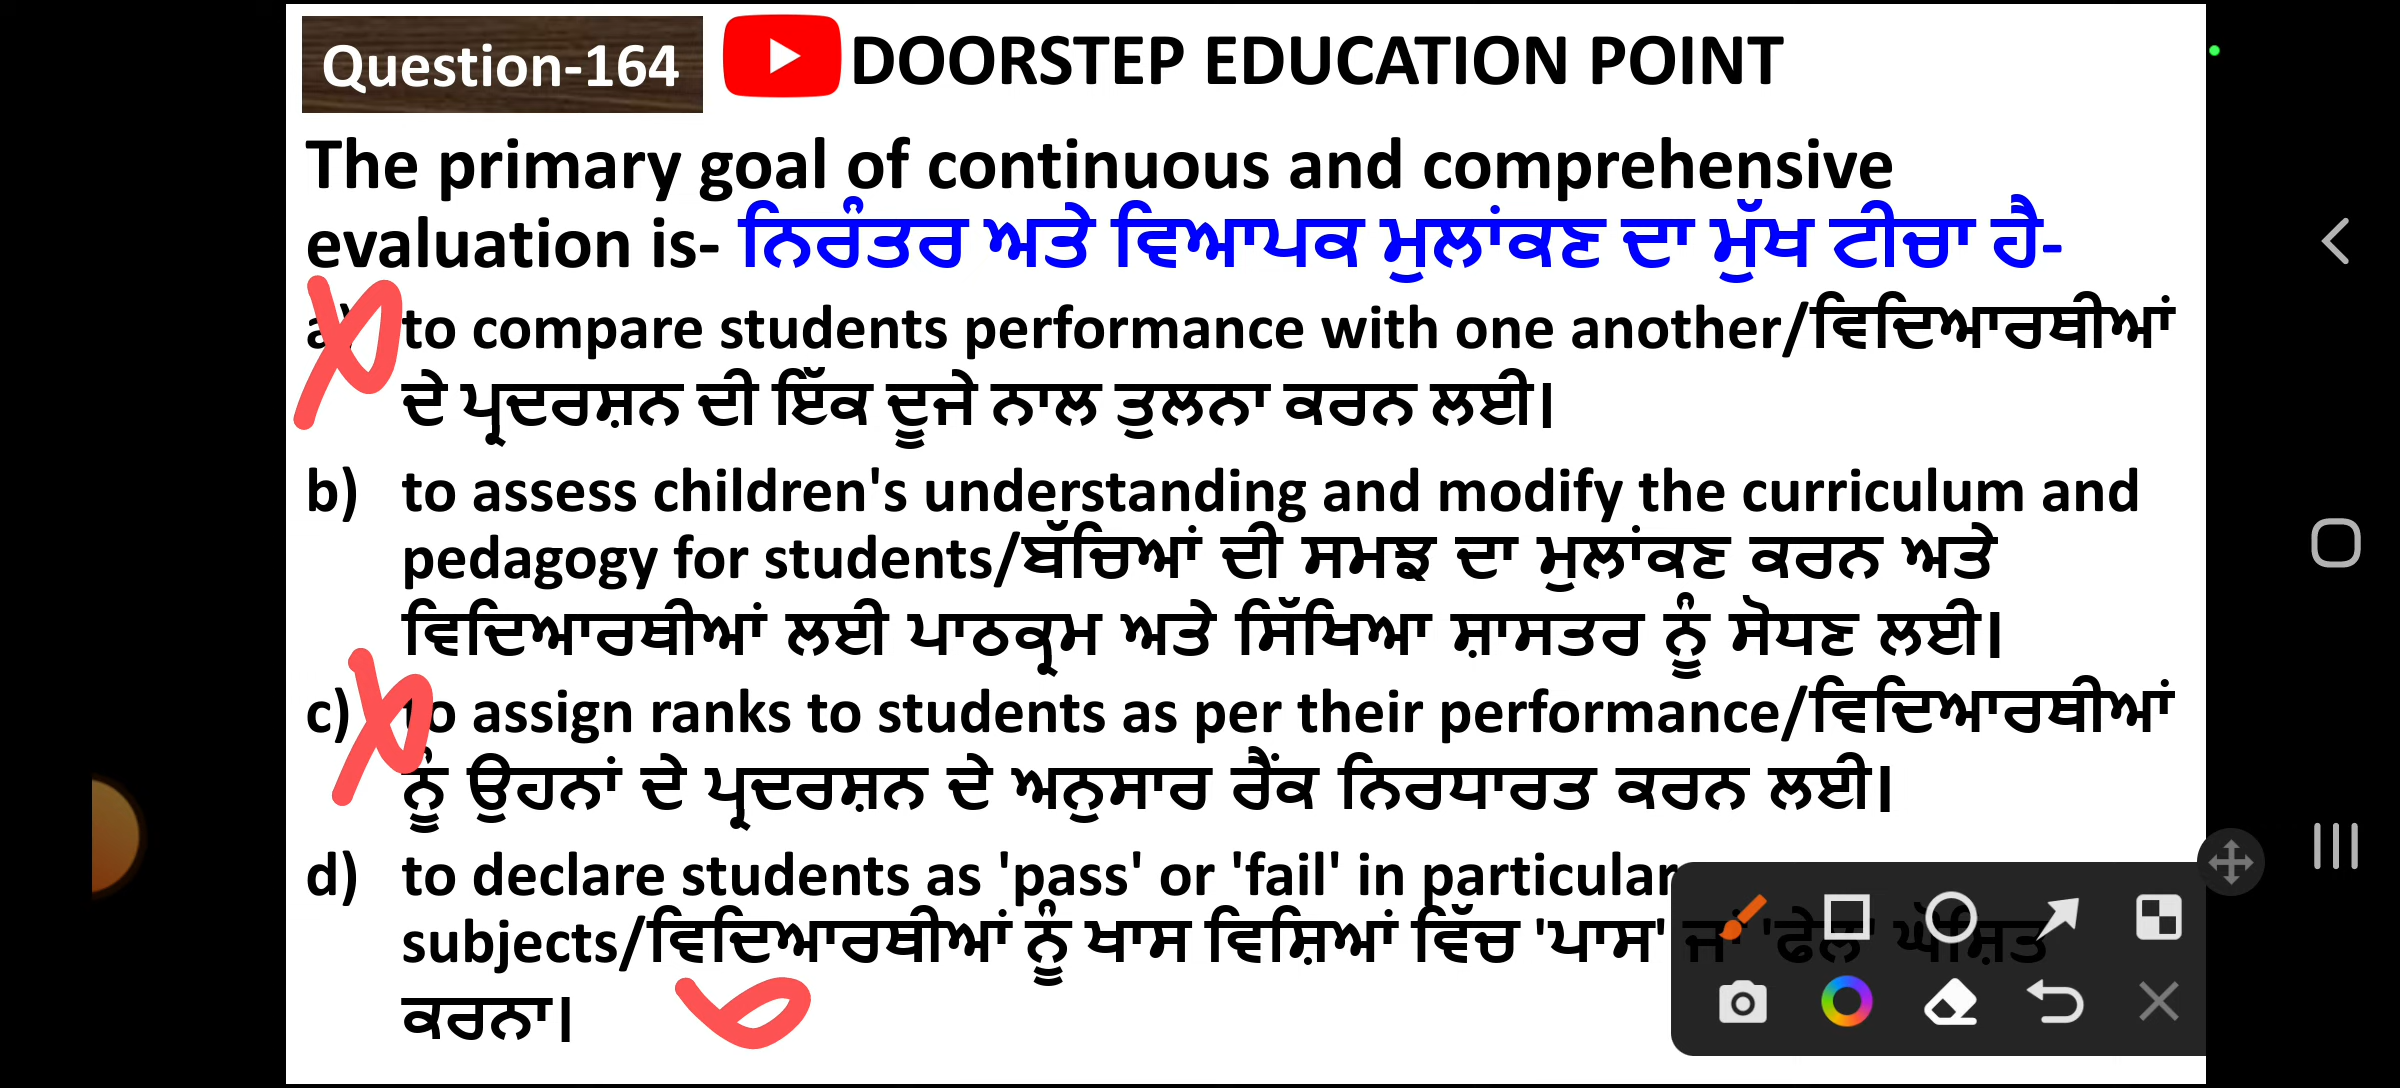 Question-164 DOORSTEP EDUCATION POINT
The primary goal of continuous and comprehensive
evaluation is- ਨਿਰੰਤਰ ਅਤੇ ਵਿਆਪਕ ਮੁਲਾਂਕਣ ਦਾ ਮੁੱਖ ਟੀਚਾ ਹੈ-
a) to compare students performance with one another/ਵਿਦਿਆਰਥੀਆਂ
ਦੇ ਪ੍ਰਦਰਸ਼ਨ ਦੀ ਇੱਕ ਦੂਜੇ ਨਾਲ ਤੁਲਨਾ ਕਰਨ ਲਈ।
b) to assess children's understanding and modify the curriculum and
pedagogy for students/ਬੱਚਿਆਂ ਦੀ ਸਮਝ ਦਾ ਮੁਲਾਂਕਣ ਕਰਨ ਅਤੇ
ਵਿਦਿਆਰਥੀਆਂ ਲਈ ਪਾਠਕ੍ਰਮ ਅਤੇ ਸਿੱਖਿਆ ਸ਼ਾਸਤਰ ਨੂੰ ਸੋਧਣ ਲਈ।
c) to assign ranks to students as per their performance/ਵਿਦਿਆਰਥੀਆਂ
ਨੂੰ ਉਹਨਾਂ ਦੇ ਪ੍ਰਦਰਸ਼ਨ ਦੇ ਅਨੁਸਾਰ ਰੈਂਕ ਨਿਰਧਾਰਤ ਕਰਨ ਲਈ।
d) to declare students as 'pass' or 'fail' in particular
subjects/ਵਿਦਿਆਰਥੀਆਂ ਨੂੰ ਖਾਸ ਵਿਸ਼ਿਆਂ ਵਿੱਚ 'ਪਾਸ' ਜਾਂ 'ਫੇਲ' ਘੋਸ਼ਿਤ
ਕਰਨਾ।